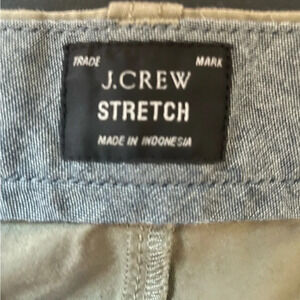 TRADE MARK
J.CREW
STRETCH
MADE IN INDONESIA